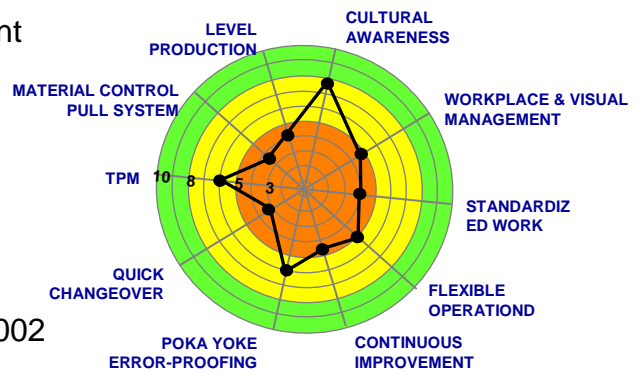 nt
LEVEL
PRODUCTION
CULTURAL
AWARENESS
MATERIAL CONTROL
PULL SYSTEM
WORKPLACE & VISUAL
MANAGEMENT
TPM
10
8
5
3
STANDARDIZ
ED WORK
QUICK
CHANGEOVER
FLEXIBLE
OPERATIOND
002
POKA YOKE
ERROR-PROOFING
CONTINUOUS
IMPROVEMENT